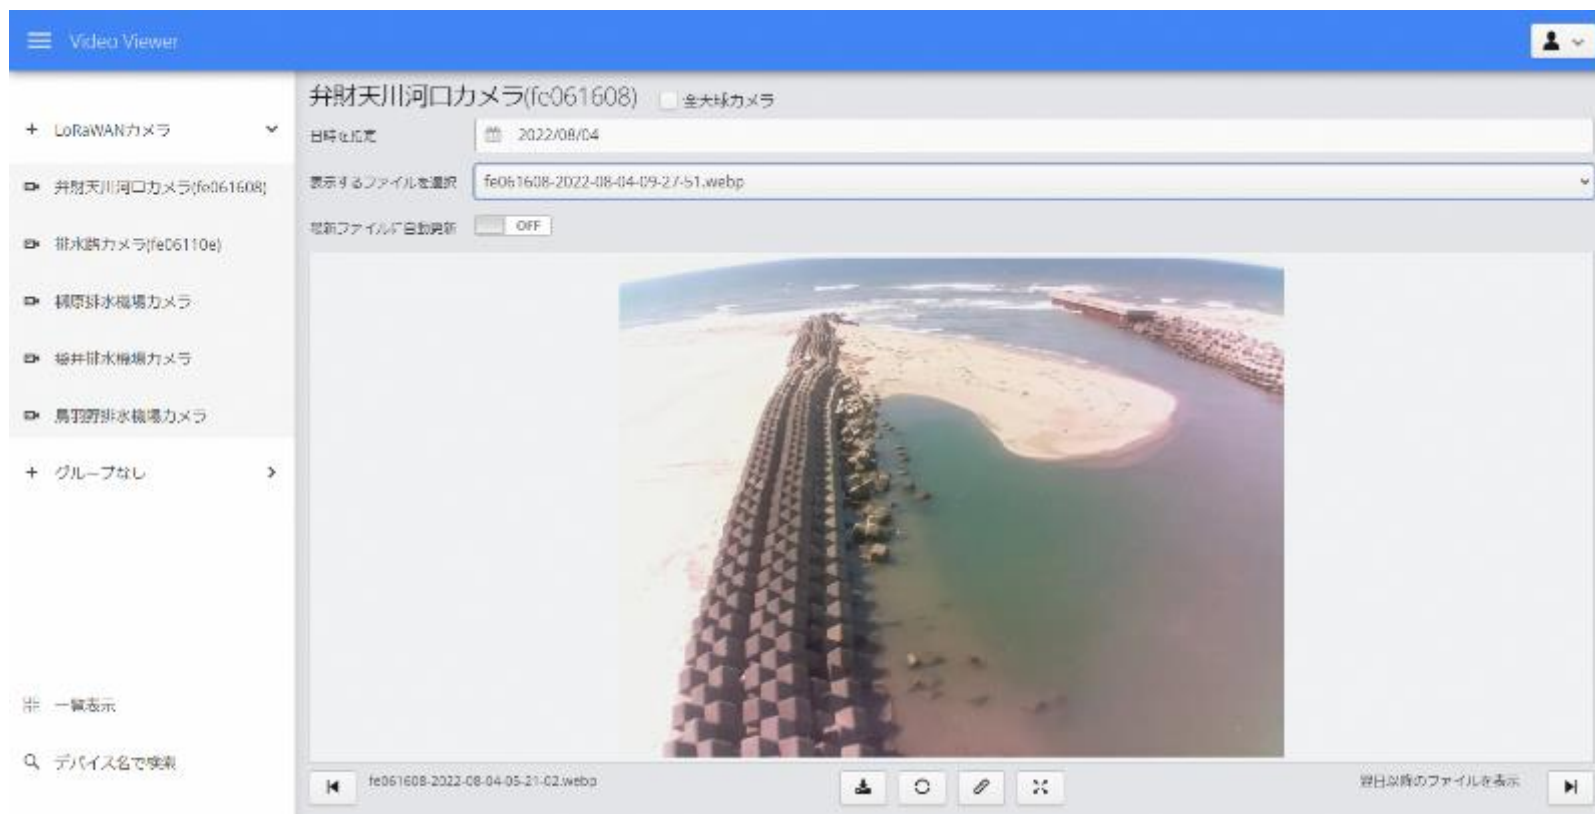 Video Viewer
弁財天川河口カメラ(fe061608)
全天球カメラ
日時を指定
2022/08/04
表示するファイルを選択
fe061608-2022-08-04-09-27-51.webp
最新ファイルに自動更新
OFF
LoRaWANカメラ
弁財天川河口カメラ(fe061608)
排水路カメラ(fe06110e)
排水機場カメラ
排水機場カメラ
鳥羽野排水機場カメラ
グループなし
一覧表示
デバイス名で検索
fe061608-2022-08-04-05-21-02.webp
翌日以降のファイルを表示